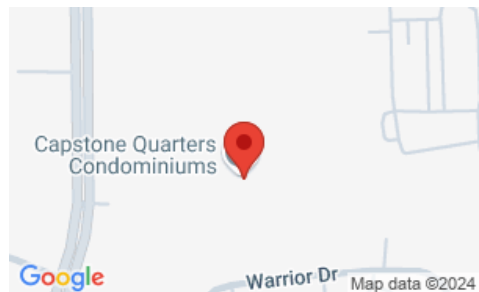 Capstone Quarters
Condominiums
Warrior Dr
Google
Map data ©2024